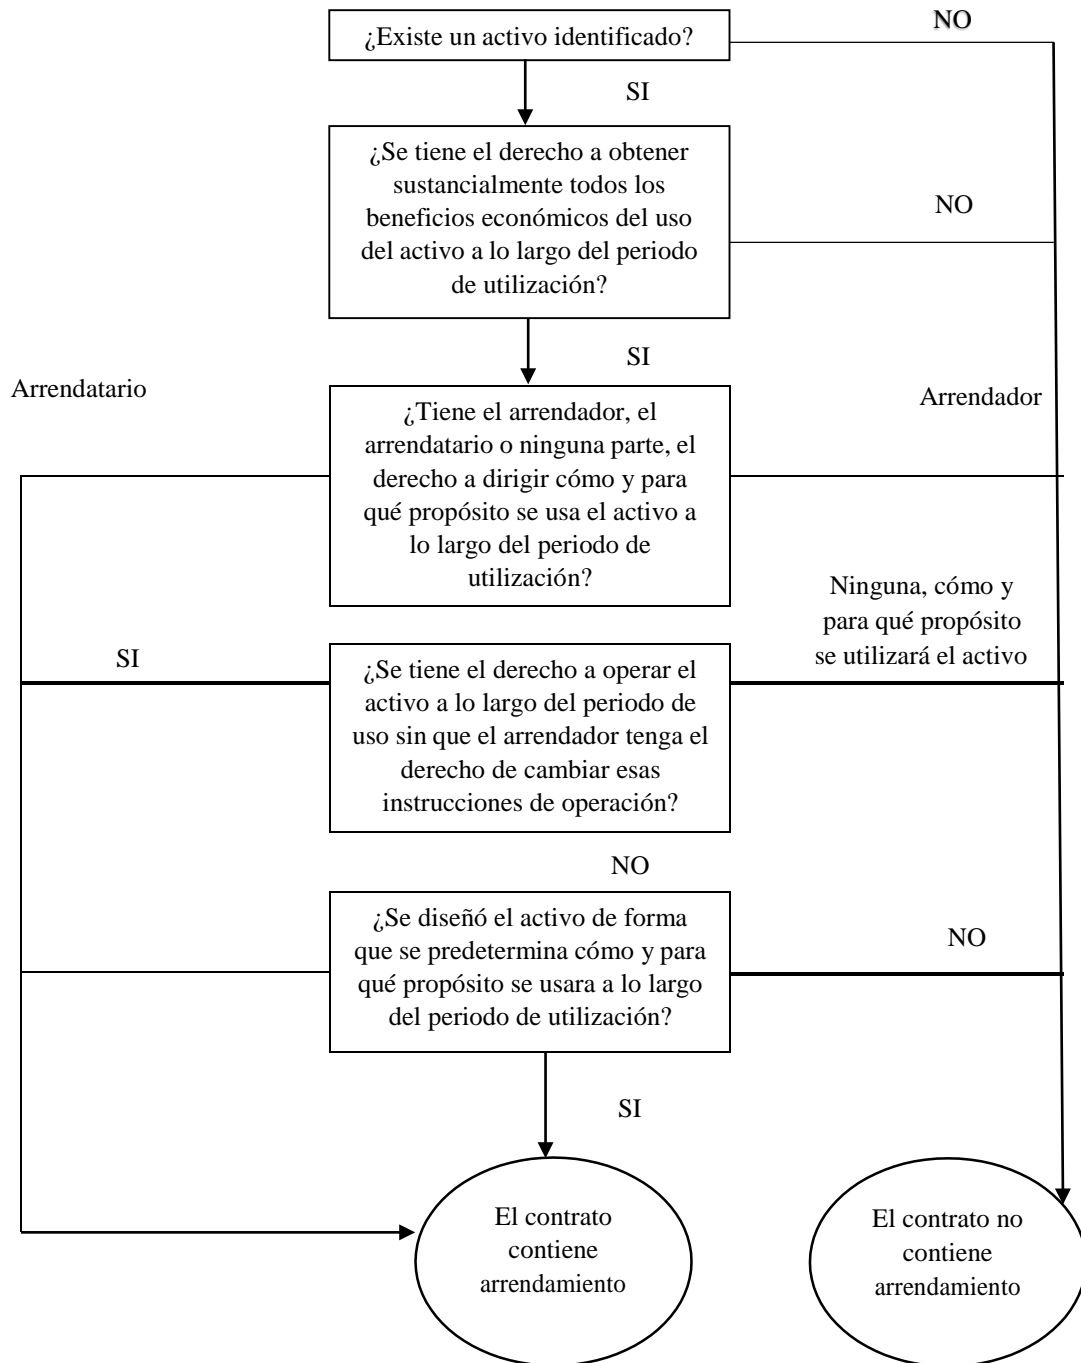 ¿Existe un activo identificado?
NO
SI
¿Se tiene el derecho a obtener
sustancialmente todos los
beneficios económicos del uso
del activo a lo largo del periodo
de utilización?
NO
SI
Arrendatario
Arrendador
¿Tiene el arrendador, el
arrendatario o ninguna parte, el
derecho a dirigir cómo y para
qué propósito se usa el activo a
lo largo del periodo de
utilización?
Ninguna, cómo y
para qué propósito
se utilizará el activo
SI
¿Se tiene el derecho a operar el
activo a lo largo del periodo de
uso sin que el arrendador tenga el
derecho de cambiar esas
instrucciones de operación?
NO
¿Se diseñó el activo de forma
que se predetermina cómo y para
qué propósito se usara a lo largo
del periodo de utilización?
NO
SI
El contrato
contiene
arrendamiento
El contrato no
contiene
arrendamiento